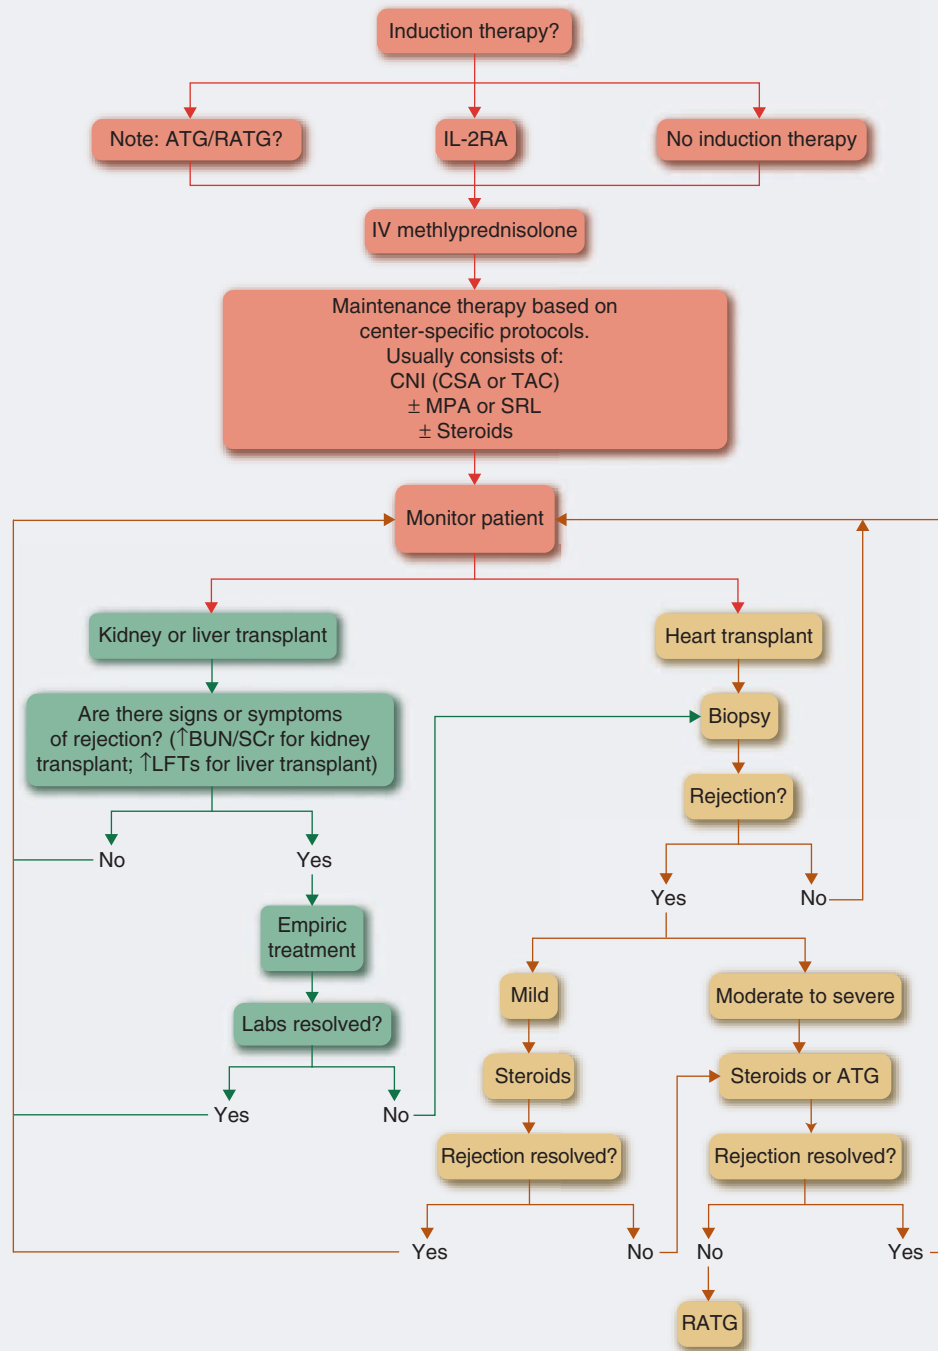 Induction therapy?
Note: ATG/RATG?
IL-2RA
No induction therapy
IV methlyprednisolone
Maintenance therapy based on
center-specific protocols.
Usually consists of:
CNI (CSA or TAC)
± MPA or SRL
± Steroids
Monitor patient
Kidney or liver transplant
Heart transplant
Are there signs or symptoms
of rejection? (↑BUN/SCr for kidney
transplant; ↑LFTs for liver transplant)
Biopsy
Rejection?
No
Yes
Yes
No
Empiric
treatment
Mild
Moderate to severe
Labs resolved?
Steroids
Steroids or ATG
Yes
No
Rejection resolved?
Rejection resolved?
Yes
No
No
Yes
RATG